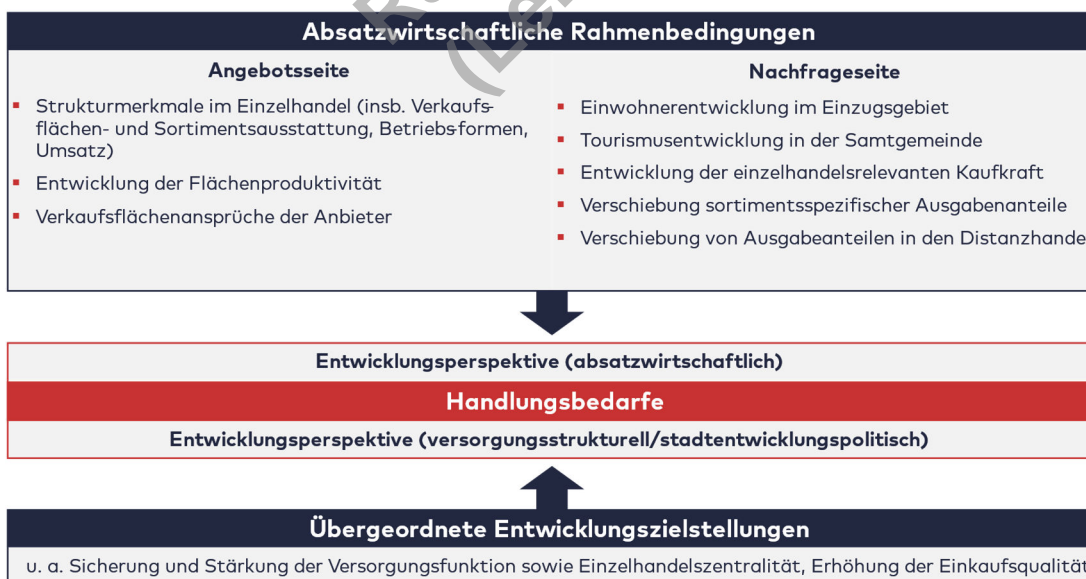 Absatzwirtschaftliche Rahmenbedingungen
Angebotsseite
Strukturmerkmale im Einzelhandel (insb. Verkaufs-
flächen- und Sortimentsausstattung, Betriebsformen,
Umsatz)
Entwicklung der Flächenproduktivität
Verkaufsflächenansprüche der Anbieter
Nachfrageseite
Einwohnerentwicklung im Einzugsgebiet
Tourismusentwicklung in der Samtgemeinde
Entwicklung der einzelhandelsrelevanten Kaufkraft
Verschiebung sortimentsspezifischer Ausgabenanteile
Verschiebung von Ausgabeanteilen in den Distanzhande
Entwicklungsperspektive (absatzwirtschaftlich)
Handlungsbedarfe
Entwicklungsperspektive (versorgungsstrukturell/stadtentwicklungspolitisch)
Übergeordnete Entwicklungszielstellungen
u. a. Sicherung und Stärkung der Versorgungsfunktion sowie Einzelhandelszentralität, Erhöhung der Einkaufsqualität